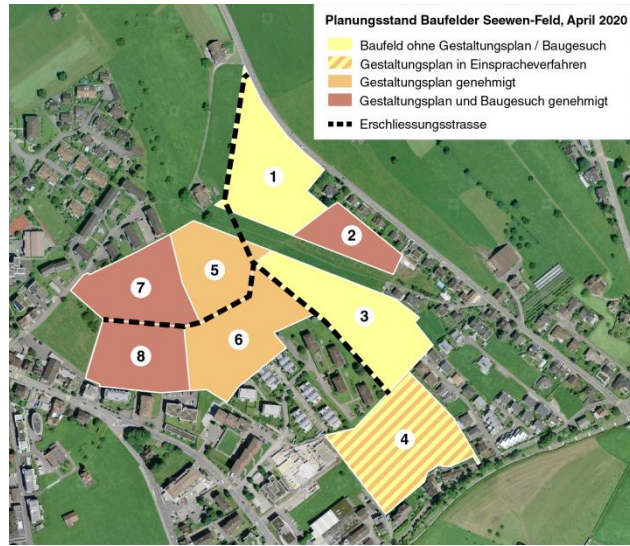 Planungsstand Baufelder Seewen-Feld, April 2020
Baufeld ohne Gestaltungsplan / Baugesuch
Gestaltungsplan in Einspracheverfahren
Gestaltungsplan genehmigt
Gestaltungsplan und Baugesuch genehmigt
Erschliessungsstrasse
1
2
5
7
3
6
8
4